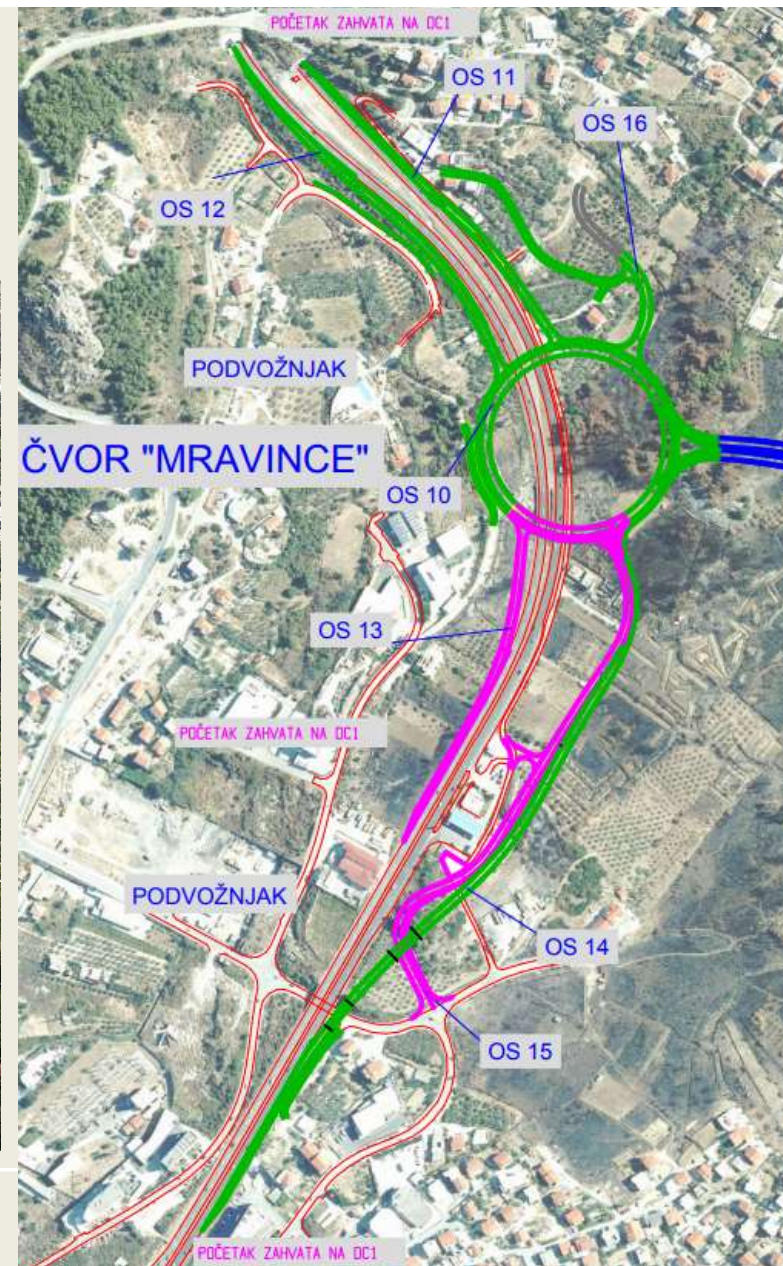 POČETAK ZAHVATA NA DC1
OS 11
OS 16
OS 12
PODVOŽNJAK
ČVOR "MRAVINCE"
OS 10
OS 13
POČETAK ZAHVATA NA DC1
PODVOŽNJAK
OS 14
OS 15
POČETAK ZAHVATA NA DC1